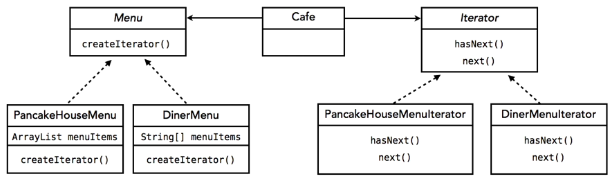 Menu
createIterator()
Cafe
Iterator
hasNext()
next()
PancakeHouseMenu
ArrayList menuItems
createIterator()
DinerMenu
String[] menuItems
createIterator()
PancakeHouseMenuIterator
hasNext()
next()
DinerMenuIterator
hasNext()
next()